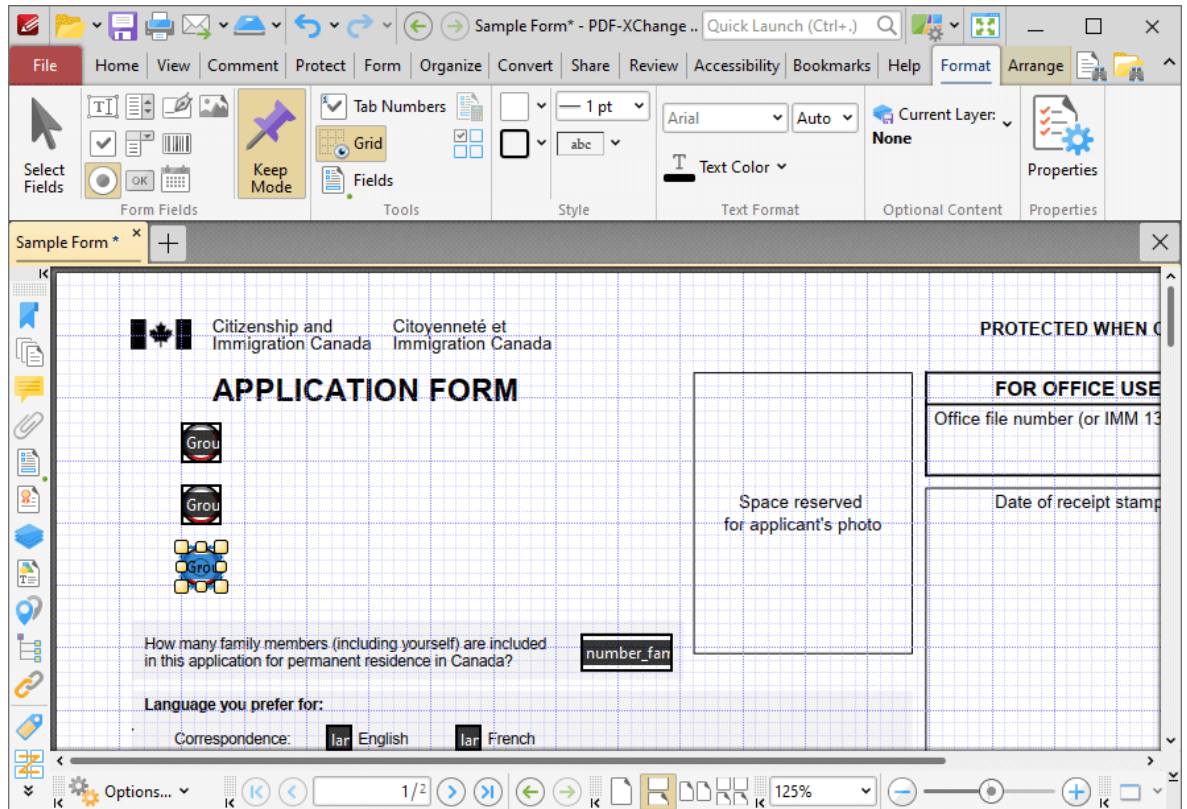 Sample Form* - PDF-XChange ..
Quick Launch (Ctrl+.)
File Home View Comment Protect Form Organize Convert Share Review Accessibility Bookmarks Help Format Arrange
Select Fields
OK
Form Fields
Keep Mode
Tab Numbers
Grid
Fields
Tools
1 pt
abc
Style
Arial
Auto
T Text Color
Text Format
Current Layer:
None
Optional Content
Properties
Properties
Sample Form *
Citizenship and
Immigration Canada
Citoyenneté et
Immigration Canada
PROTECTED WHEN
APPLICATION FORM
FOR OFFICE USE
Office file number (or IMM 13
Grou
Grou
Grou
Space reserved
for applicant's photo
Date of receipt stamp
How many family members (including yourself) are included
in this application for permanent residence in Canada?
number_fam
Language you prefer for:
Correspondence:
lar English
lar French
Options...
1/2
125%